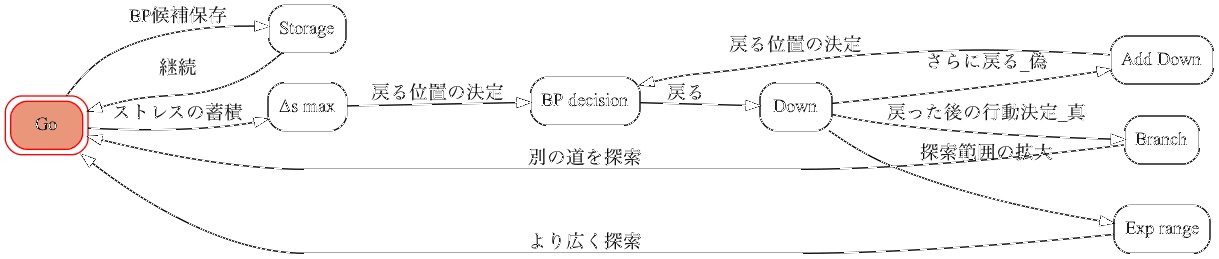 BP候補保存
Storage
継続
Go
ストレスの蓄積
Δs max
戻る位置の決定
BP decision
戻る
Down
戻る位置の決定
さらに戻る_偽
Add Down
戻った後の行動決定_真
Branch
別の道を探索
探索範囲の拡大
Exp range
より広く探索